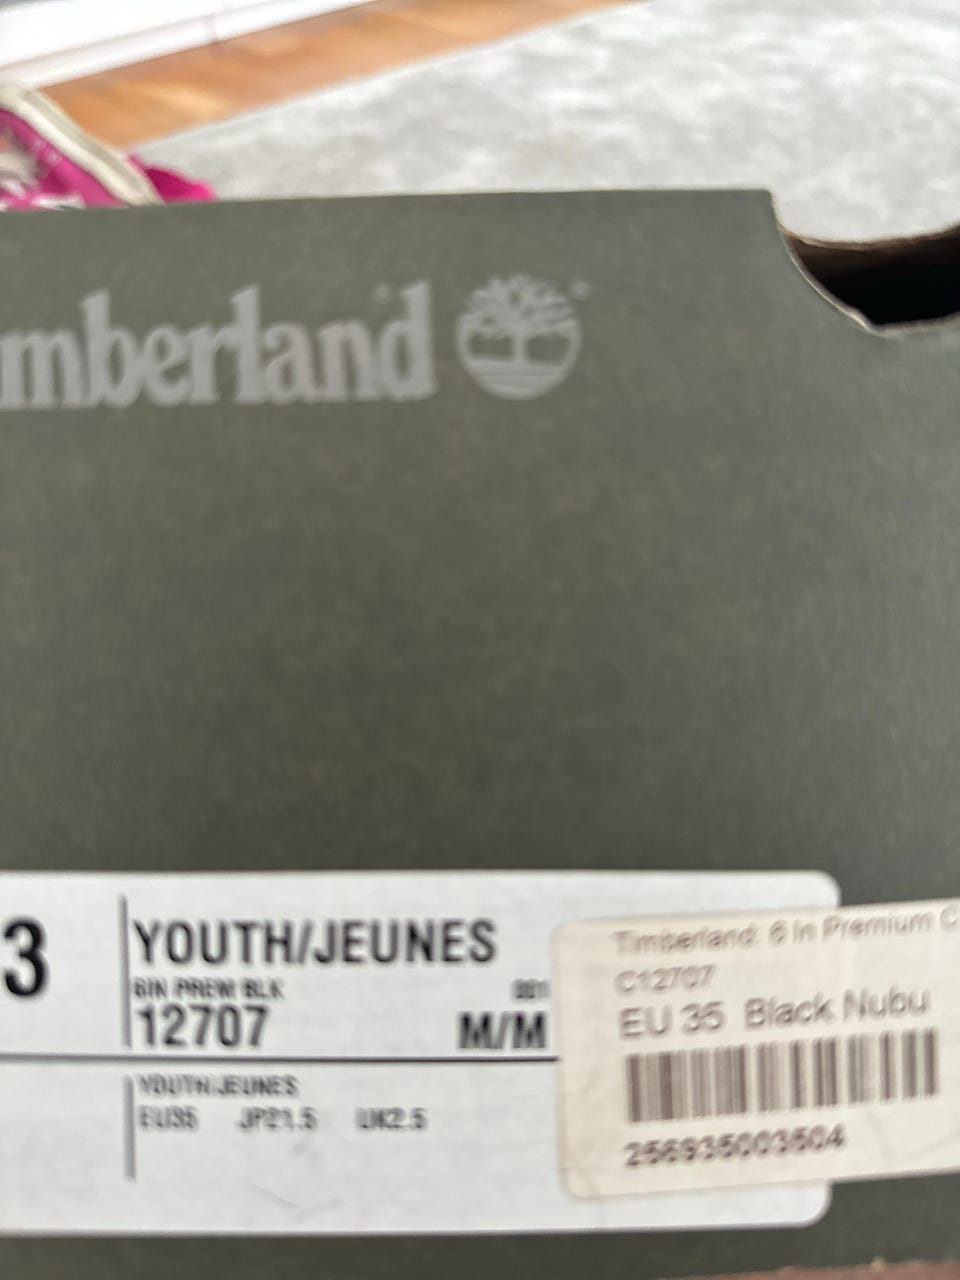 mberland
3
YOUTH/JEUNES
6IN PREM BLK 001
12707 M/M
YOUTH/JEUNES
EU35 JP21.5 UK2.5
Timberland: 6 In Premium C
C12707
EU 35 Black Nubu
256935003504